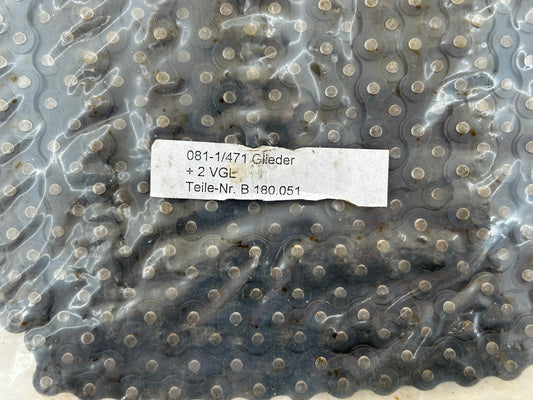 081-1/471 Glieder
+ 2 VGL
Teile-Nr. B 180.051